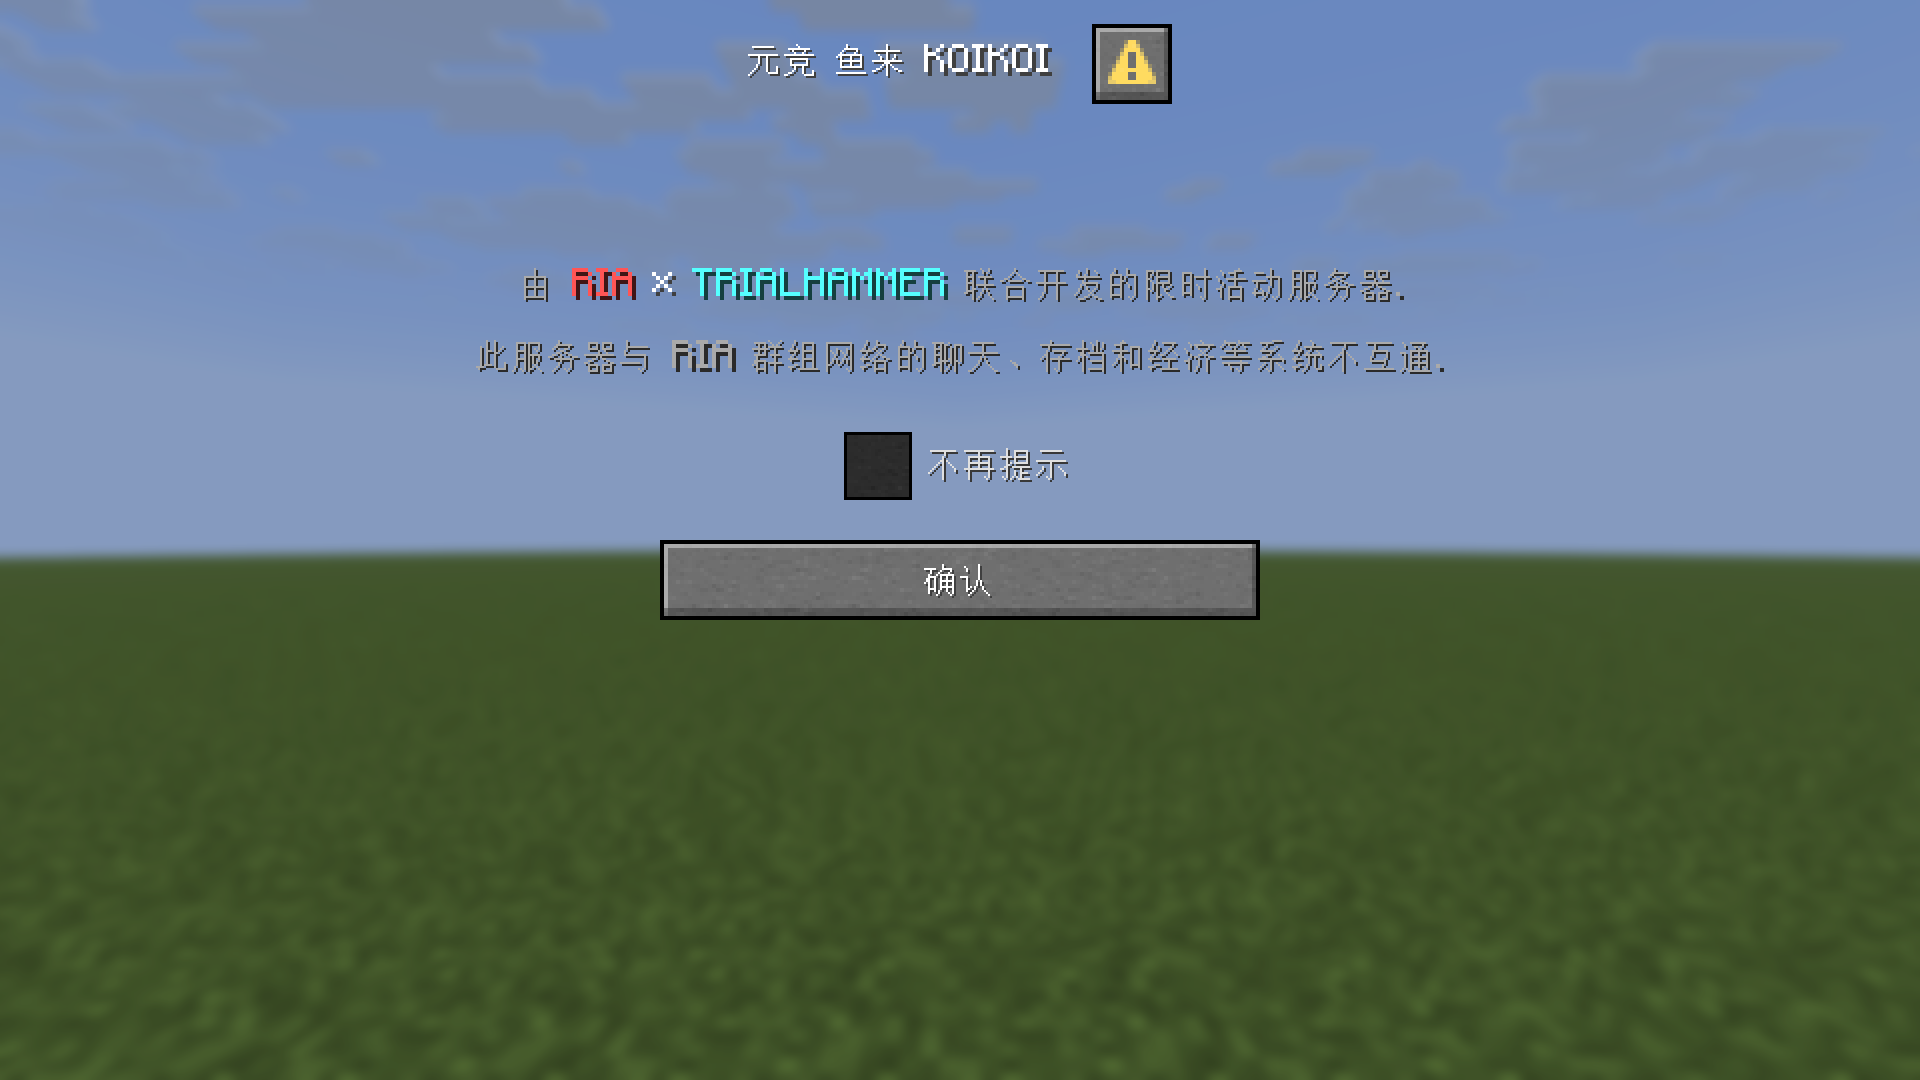 元竞 鱼来 KOIKOI
由 RIA × TRIALHAMMER 联合开发的限时活动服务器.
此服务器与 RIA 群组网络的聊天、存档和经济等系统不互通.
不再提示
确认